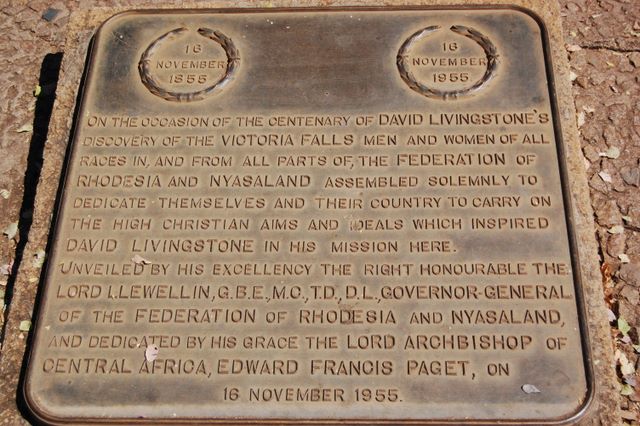 16
NOVEMBER
1855
16
NOVEMBER
1955
ON THE OCCASION OF THE CENTENARY OF DAVID LIVINGSTONE'S
DISCOVERY OF THE VICTORIA FALLS MEN AND WOMEN OF ALL
RACES IN, AND FROM ALL PARTS OF, THE FEDERATION OF
RHODESIA AND NYASALAND ASSEMBLED SOLEMNLY TO
DEDICATE THEMSELVES AND THEIR COUNTRY TO CARRY ON
THE HIGH CHRISTIAN AIMS AND IDEALS WHICH INSPIRED
DAVID LIVINGSTONE IN HIS MISSION HERE.
UNVEILED BY HIS EXCELLENCY THE RIGHT HONOURABLE THE
LORD LLEWELLIN, G.B.E., M.C., T.D., D.L., GOVERNOR-GENERAL
OF THE FEDERATION OF RHODESIA AND NYASALAND,
AND DEDICATED BY HIS GRACE THE LORD ARCHBISHOP OF
CENTRAL AFRICA, EDWARD FRANCIS PAGET, ON
16 NOVEMBER 1955.